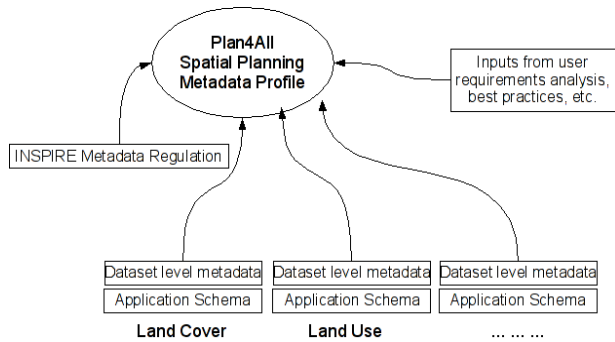 Plan4All
Spatial Planning
Metadata Profile
Inputs from user
requirements analysis,
best practices, etc.
INSPIRE Metadata Regulation
Dataset level metadata
Dataset level metadata
Dataset level metadata
Application Schema
Application Schema
Application Schema
Land Cover
Land Use
... ... ...